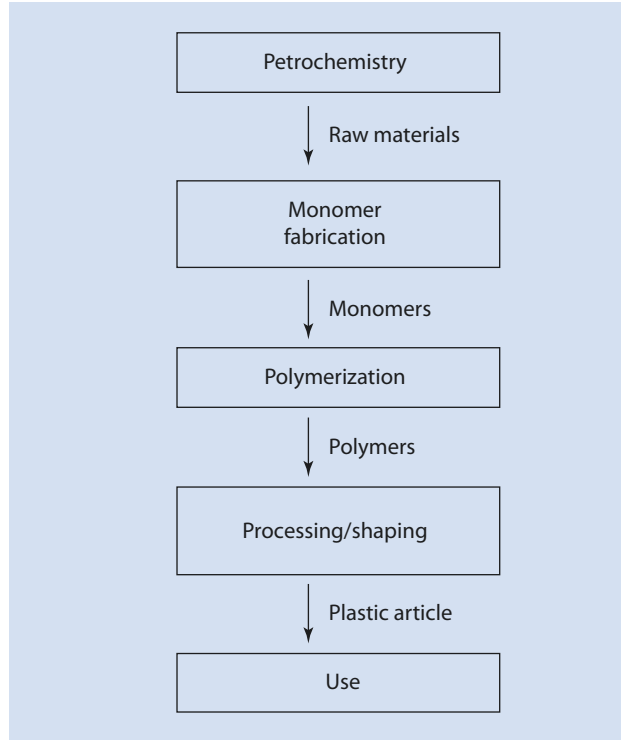 Petrochemistry
Raw materials
Monomer
fabrication
Monomers
Polymerization
Polymers
Processing/shaping
Plastic article
Use